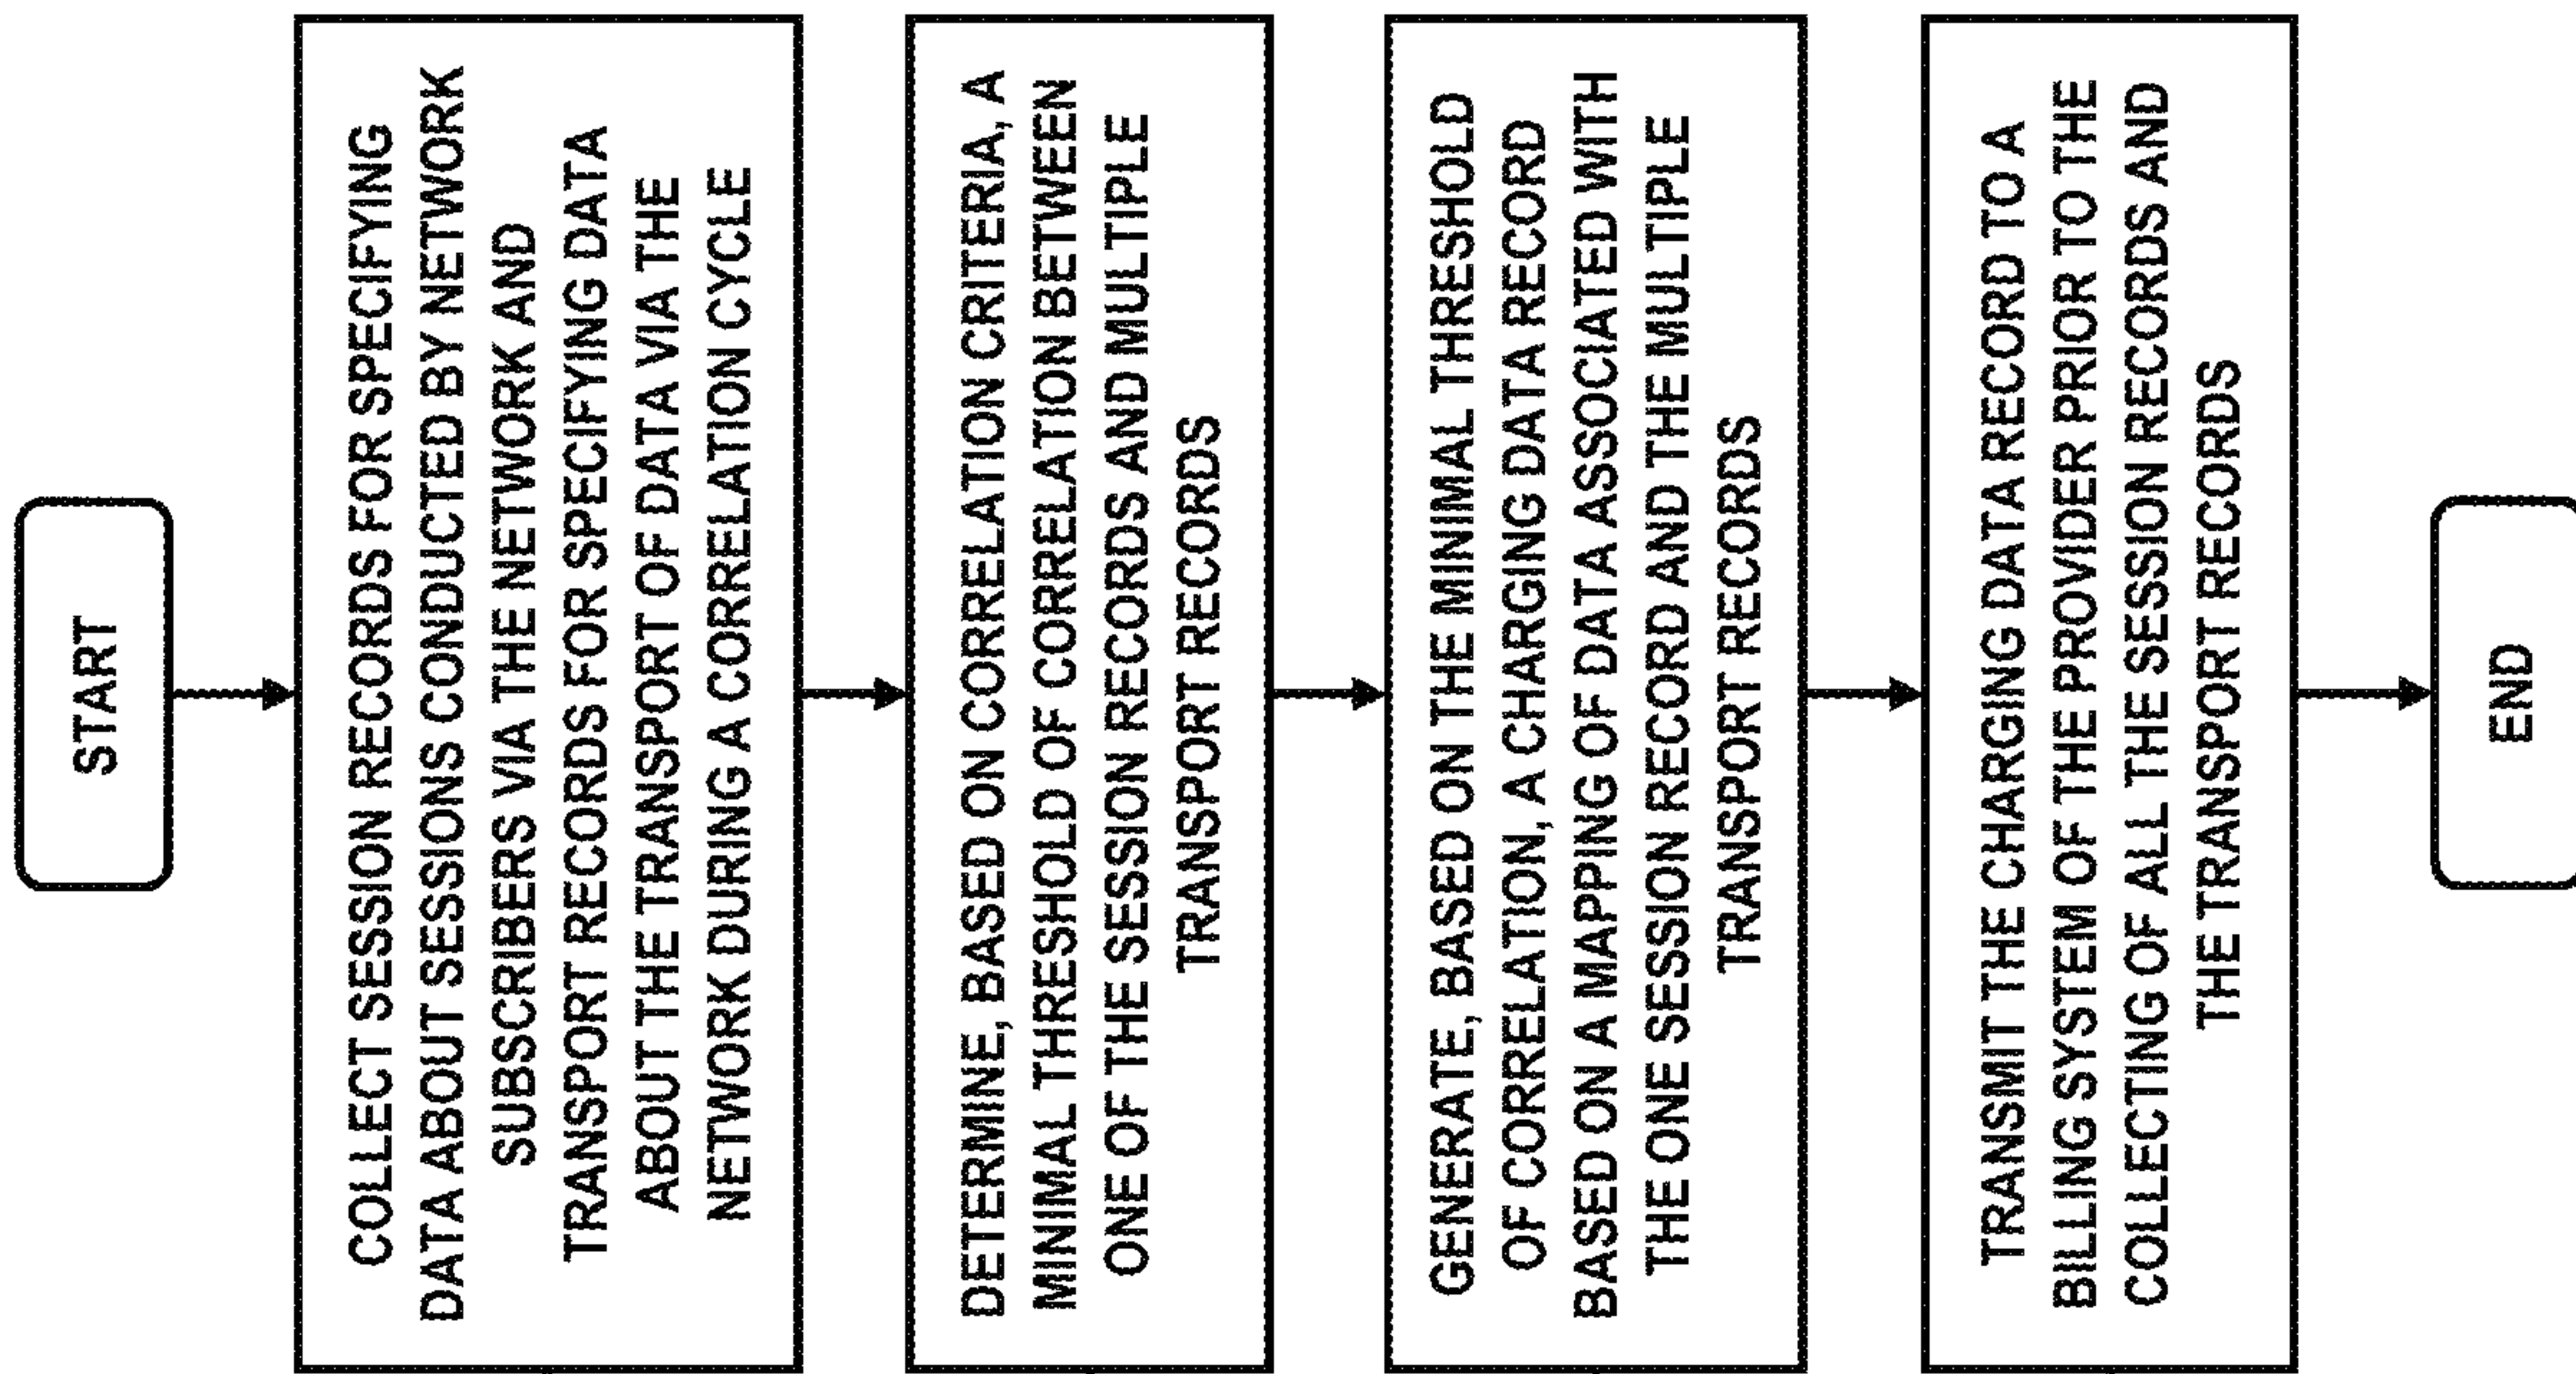 START
COLLECT SESSION RECORDS FOR SPECIFYING
DATA ABOUT SESSIONS CONDUCTED BY NETWORK
SUBSCRIBERS VIA THE NETWORK AND
TRANSPORT RECORDS FOR SPECIFYING DATA
ABOUT THE TRANSPORT OF DATA VIA THE
NETWORK DURING A CORRELATION CYCLE
DETERMINE, BASED ON CORRELATION CRITERIA, A
MINIMAL THRESHOLD OF CORRELATION BETWEEN
ONE OF THE SESSION RECORDS AND MULTIPLE
TRANSPORT RECORDS
GENERATE, BASED ON THE MINIMAL THRESHOLD
OF CORRELATION, A CHARGING DATA RECORD
BASED ON A MAPPING OF DATA ASSOCIATED WITH
THE ONE SESSION RECORD AND THE MULTIPLE
TRANSPORT RECORDS
TRANSMIT THE CHARGING DATA RECORD TO A
BILLING SYSTEM OF THE PROVIDER PRIOR TO THE
COLLECTING OF ALL THE SESSION RECORDS AND
THE TRANSPORT RECORDS
END